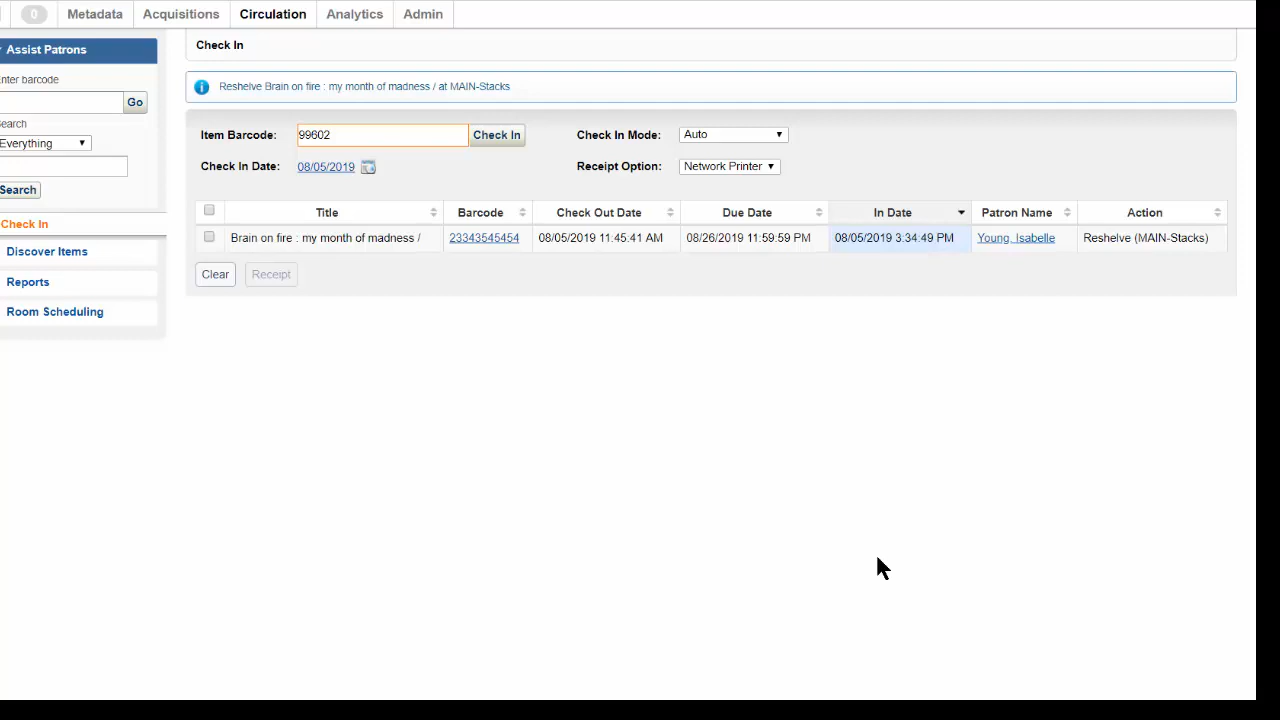 0 Metadata Acquisitions Circulation Analytics Admin
Assist Patrons
Check In
nter barcode
Reshelve Brain on fire : my month of madness / at MAIN-Stacks
Go
earch
Everything
Search
Item Barcode: 99602 Check In Check In Mode: Auto
Check In Date: 08/05/2019 Receipt Option: Network Printer
Title Barcode Check Out Date Due Date In Date Patron Name Action
Brain on fire : my month of madness / 23343545454 08/05/2019 11:45:41 AM 08/26/2019 11:59:59 PM 08/05/2019 3:34:49 PM Young, Isabelle Reshelve (MAIN-Stacks)
Clear Receipt
Check In
Discover Items
Reports
Room Scheduling